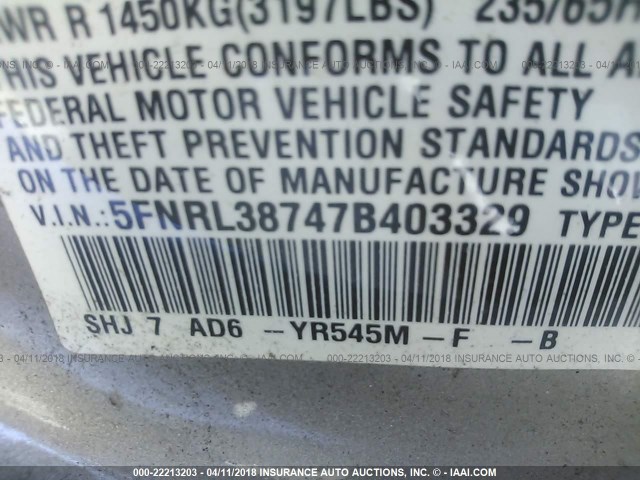 WR R 1450KG(3197LBS) 235/65R
THIS VEHICLE CONFORMS TO ALL A
FEDERAL MOTOR VEHICLE SAFETY
AND THEFT PREVENTION STANDARDS
ON THE DATE OF MANUFACTURE SHO
V.I.N.: 5FNRL38747B403329 TYPE
SHJ 7 AD6 -YR545M -F -B
000-22213203 - 04/11/2018 INSURANCE AUTO AUCTIONS - IAAI.COM